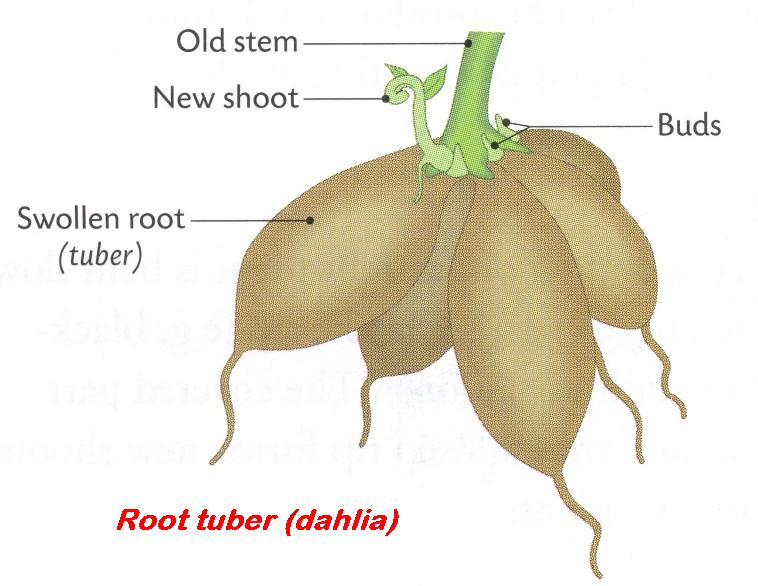 Old stem
New shoot
Buds
Swollen root
(tuber)
Root tuber (dahlia)